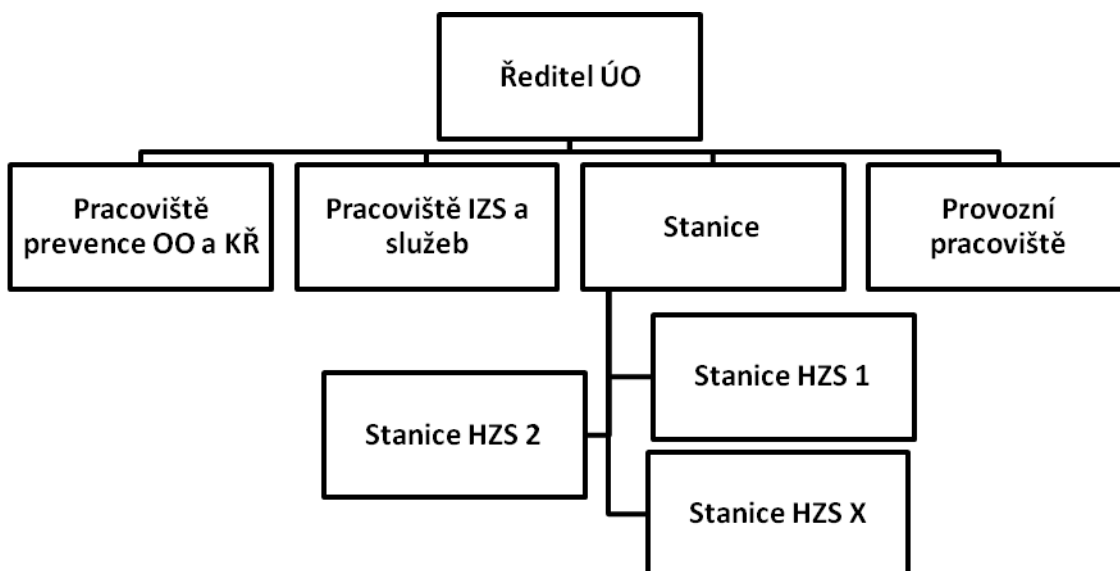 Ředitel ÚO
Pracoviště
prevence OO a KŘ
Pracoviště IZS a
služeb
Stanice
Provozní
pracoviště
Stanice HZS 1
Stanice HZS 2
Stanice HZS X